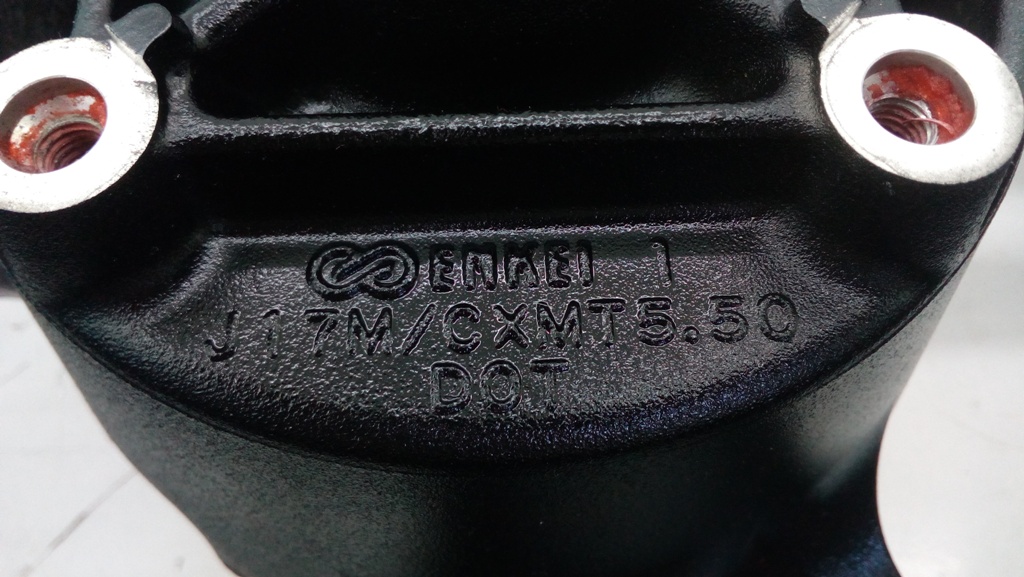 ENKEI 1
J17M/CXMT5.50
DOT